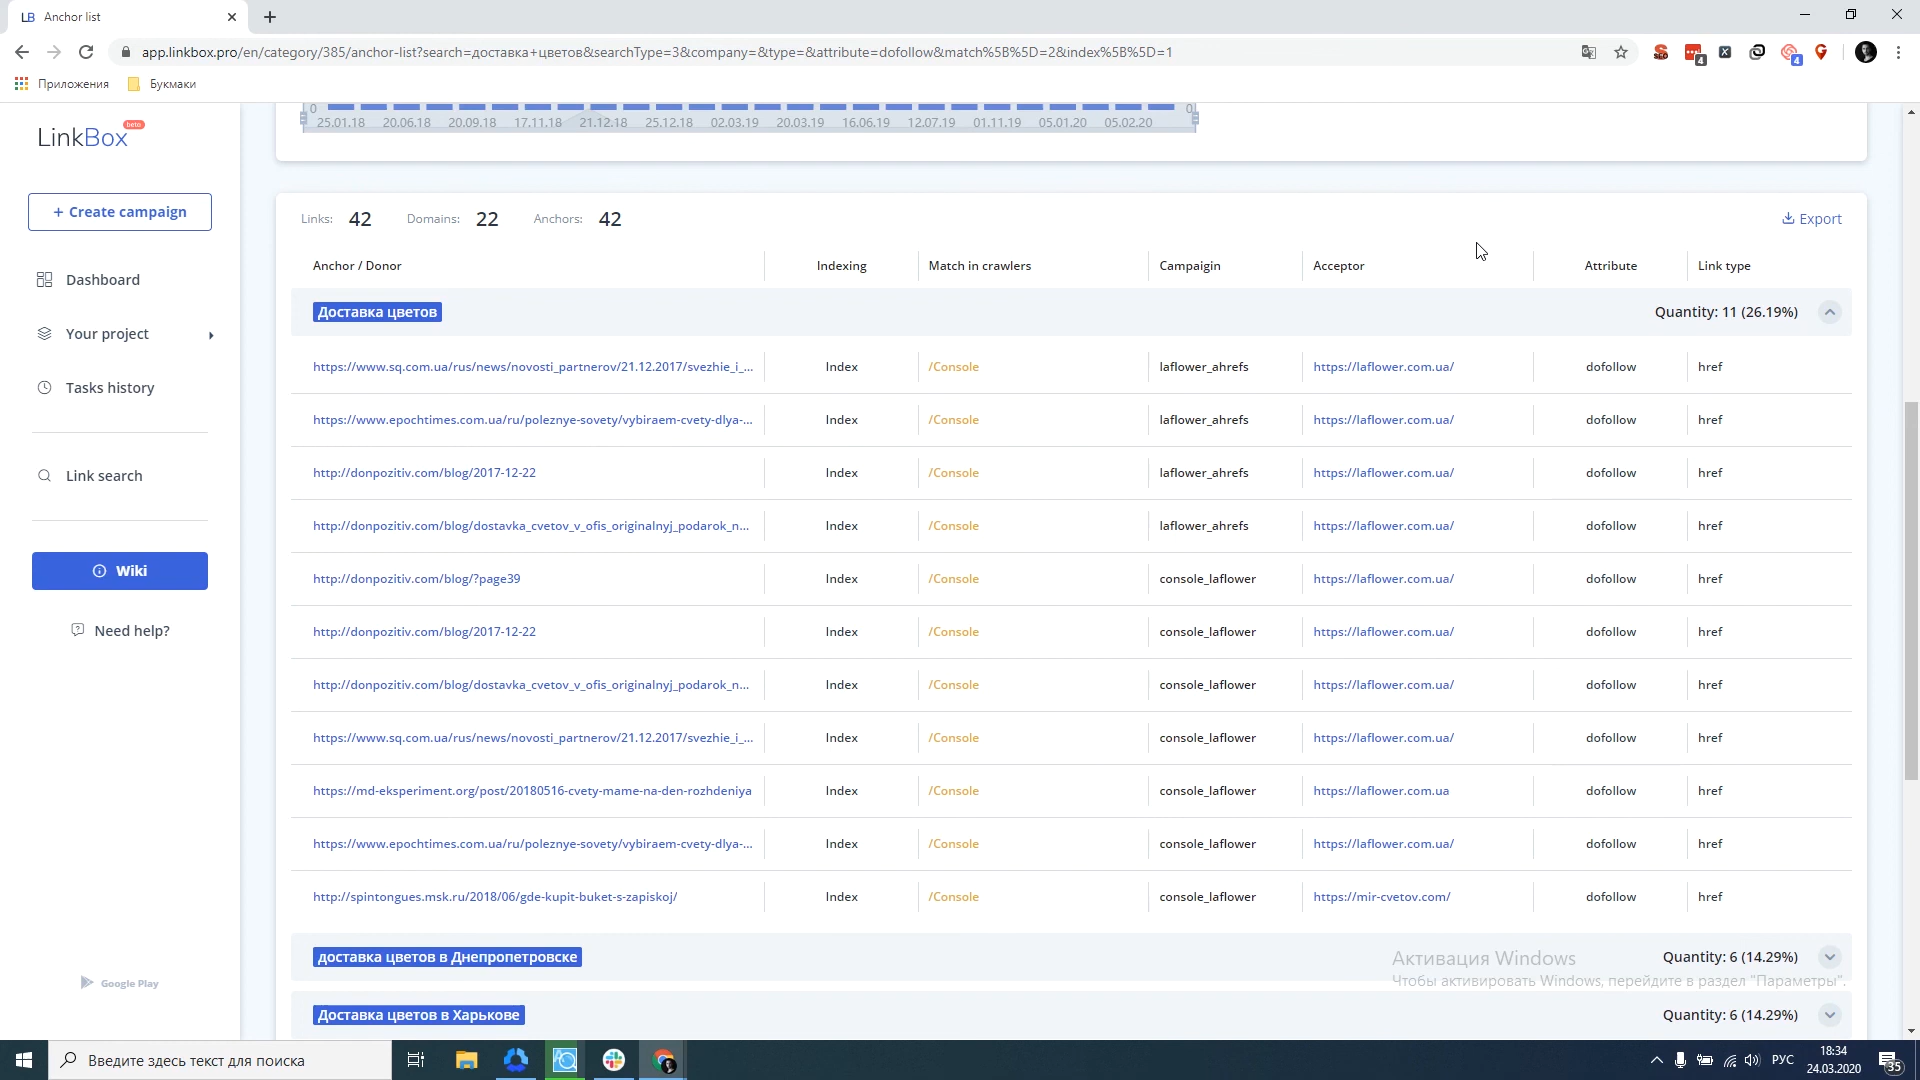 LB Anchor list
app.linkbox.pro/en/category/385/anchor-list?search=доставка+цветов&searchType=3&company=&type=&attribute=dofollow&match%5B%5D=2&index%5B%5D=1
SEO 4 X 4 G
Приложения Букмаки
0 0
25.01.18 20.06.18 20.09.18 17.11.18 21.12.18 25.12.18 02.03.19 20.03.19 16.06.19 12.07.19 01.11.19 05.01.20 05.02.20
LinkBox beta
+ Create campaign
Dashboard
Your project
Tasks history
Link search
Wiki
Need help?
Google Play
Links: 42 Domains: 22 Anchors: 42 Export
Anchor / Donor Indexing Match in crawlers Campaigin Acceptor Attribute Link type
Доставка цветов Quantity: 11 (26.19%)
https://www.sq.com.ua/rus/news/novosti_partnerov/21.12.2017/svezhie_i_... Index /Console laflower_ahrefs https://laflower.com.ua/ dofollow href
https://www.epochtimes.com.ua/ru/poleznye-sovety/vybiraem-cvety-dlya-... Index /Console laflower_ahrefs https://laflower.com.ua/ dofollow href
http://donpozitiv.com/blog/2017-12-22 Index /Console laflower_ahrefs https://laflower.com.ua/ dofollow href
http://donpozitiv.com/blog/dostavka_cvetov_v_ofis_originalnyj_podarok_n... Index /Console laflower_ahrefs https://laflower.com.ua/ dofollow href
http://donpozitiv.com/blog/?page39 Index /Console console_laflower https://laflower.com.ua/ dofollow href
http://donpozitiv.com/blog/2017-12-22 Index /Console console_laflower https://laflower.com.ua/ dofollow href
http://donpozitiv.com/blog/dostavka_cvetov_v_ofis_originalnyj_podarok_n... Index /Console console_laflower https://laflower.com.ua/ dofollow href
https://www.sq.com.ua/rus/news/novosti_partnerov/21.12.2017/svezhie_i_... Index /Console console_laflower https://laflower.com.ua/ dofollow href
https://md-eksperiment.org/post/20180516-cvety-mame-na-den-rozhdeniya Index /Console console_laflower https://laflower.com.ua dofollow href
https://www.epochtimes.com.ua/ru/poleznye-sovety/vybiraem-cvety-dlya-... Index /Console console_laflower https://laflower.com.ua/ dofollow href
http://spintongues.msk.ru/2018/06/gde-kupit-buket-s-zapiskoj/ Index /Console console_laflower https://mir-cvetov.com/ dofollow href
доставка цветов в Днепропетровске Quantity: 6 (14.29%)
Доставка цветов в Харькове Quantity: 6 (14.29%)
Активация Windows
Чтобы активировать Windows, перейдите в раздел "Параметры".
Введите здесь текст для поиска
РУС
18:34
24.03.2020
35